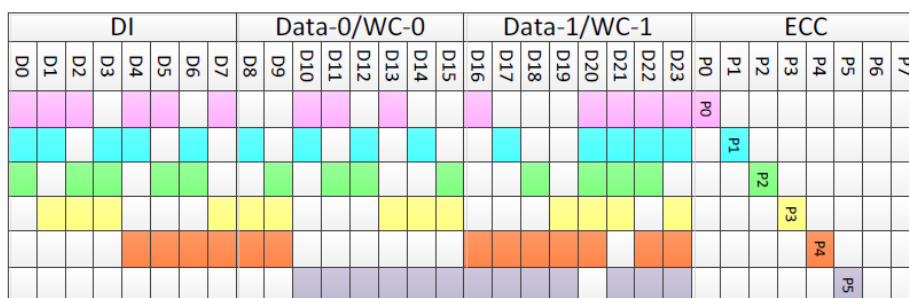 DI Data-0/WC-0 Data-1/WC-1 ECC
D0 D1 D2 D3 D4 D5 D6 D7 D8 D9 D10 D11 D12 D13 D14 D15 D16 D17 D18 D19 D20 D21 D22 D23 P0 P1 P2 P3 P4 P5 P6 P7
P0
P1
P2
P3
P4
P5